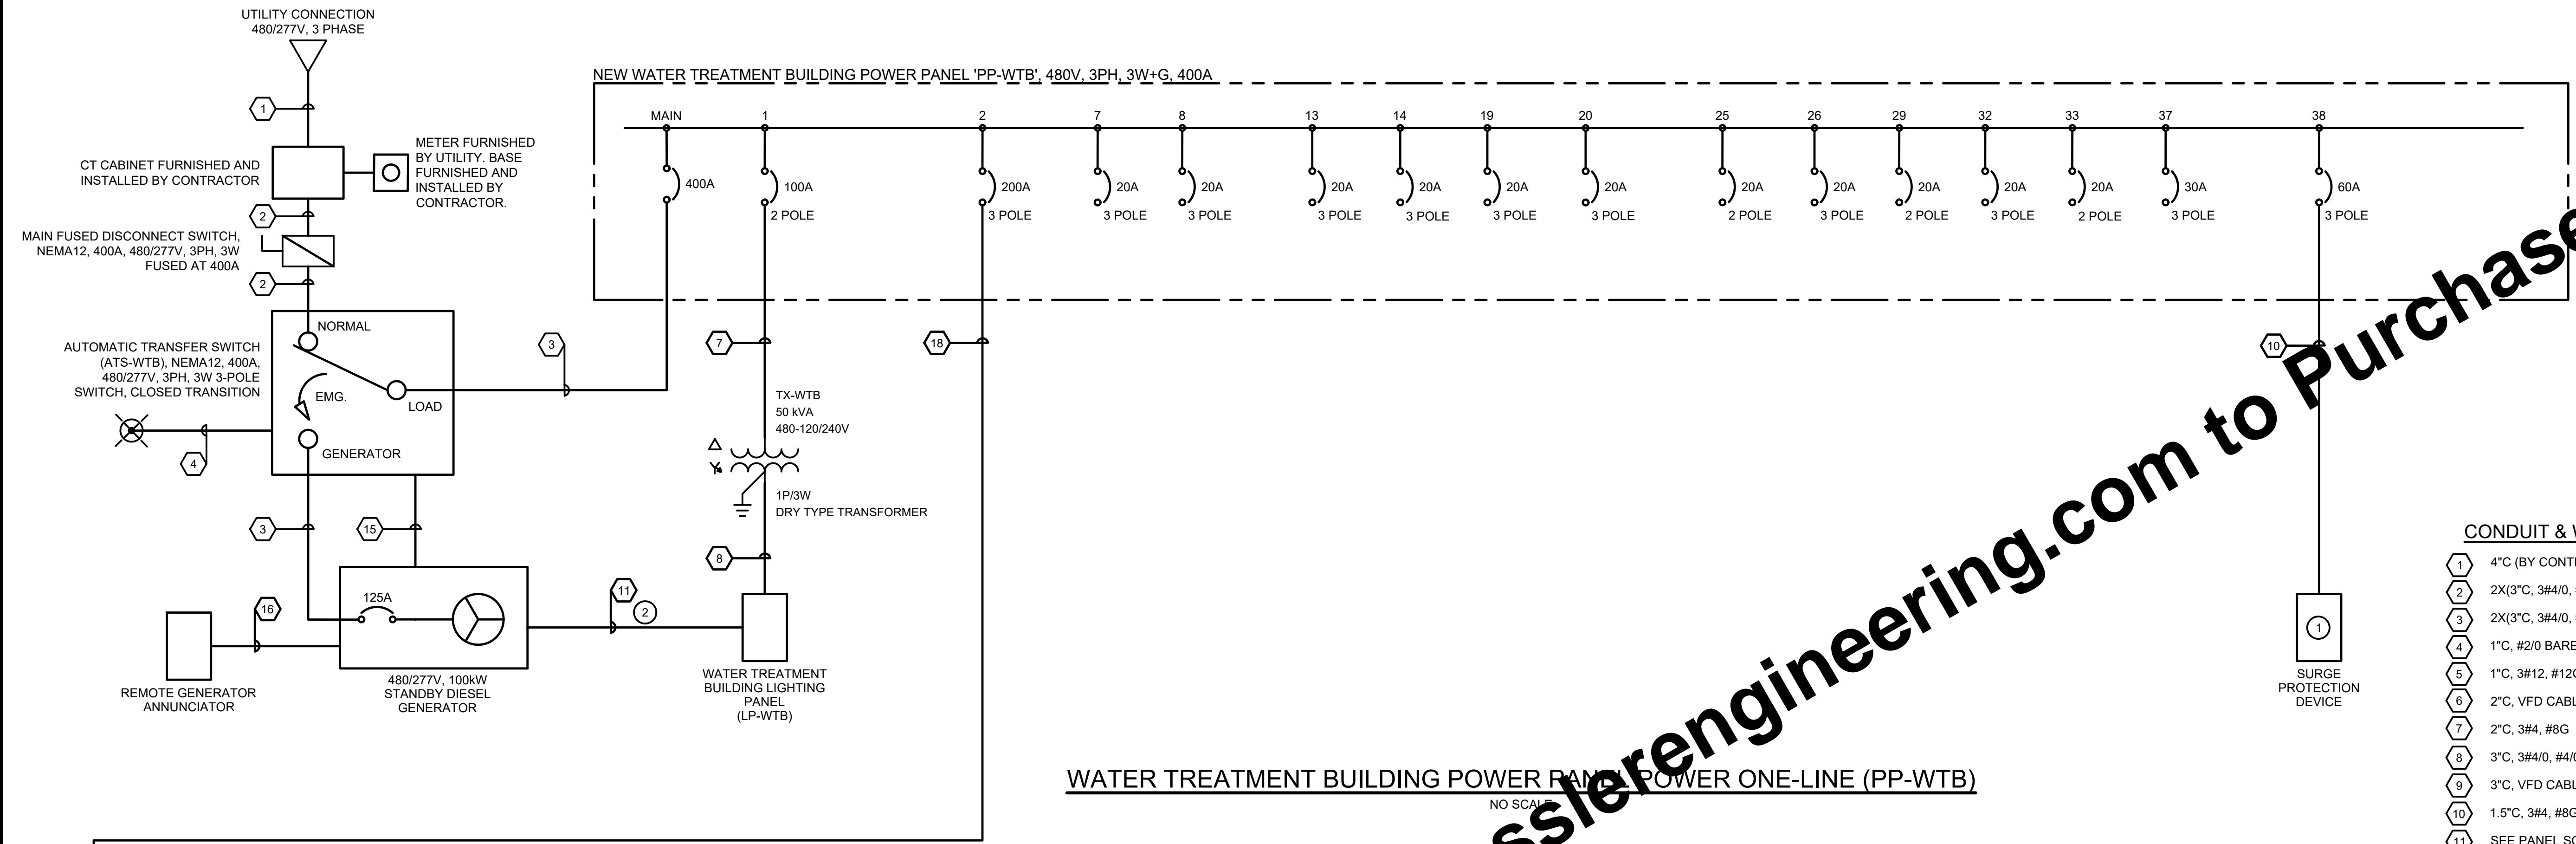 UTILITY CONNECTION
480/277V, 3 PHASE
1
CT CABINET FURNISHED AND
INSTALLED BY CONTRACTOR
METER FURNISHED
BY UTILITY. BASE
FURNISHED AND
INSTALLED BY
CONTRACTOR.
2
MAIN FUSED DISCONNECT SWITCH,
NEMA12, 400A, 480/277V, 3PH, 3W
FUSED AT 400A
2
AUTOMATIC TRANSFER SWITCH
(ATS-WTB), NEMA12, 400A,
480/277V, 3PH, 3W 3-POLE
SWITCH, CLOSED TRANSITION
NORMAL
EMG.
LOAD
GENERATOR
4
3
3
15
16
125A
11
2
REMOTE GENERATOR
ANNUNCIATOR
480/277V, 100kW
STANDBY DIESEL
GENERATOR
NEW WATER TREATMENT BUILDING POWER PANEL 'PP-WTB', 480V, 3PH, 3W+G, 400A
MAIN 1 2 7 8 13 14 19 20 25 26 29 32 33 37 38
400A 100A 200A 20A 20A 20A 20A 20A 20A 20A 20A 20A 20A 20A 30A 60A
2 POLE 3 POLE 3 POLE 3 POLE 3 POLE 3 POLE 3 POLE 3 POLE 2 POLE 3 POLE 2 POLE 3 POLE 2 POLE 3 POLE 3 POLE
7
18
10
TX-WTB
50 kVA
480-120/240V
1P/3W
DRY TYPE TRANSFORMER
8
WATER TREATMENT
BUILDING LIGHTING
PANEL
(LP-WTB)
1
SURGE
PROTECTION
DEVICE
WATER TREATMENT BUILDING POWER PANEL POWER ONE-LINE (PP-WTB)
NO SCALE
sslerengineering.com to Purchase
CONDUIT &
1 4"C (BY
2 2X(3"C, 3#4/0,
3 2X(3"C, 3#4/0,
4 1"C, #2/0 BARE
5 1"C, 3#12, #12G
6 2"C, VFD
7 2"C, 3#4, #8G
8 3"C, 3#4/0,
9 3"C, VFD
10 1.5"C, 3#4, #8G
11 SEE PANEL